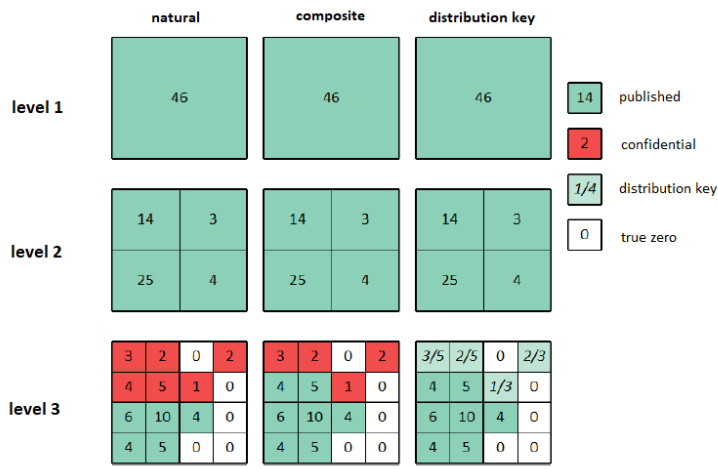 natural composite distribution key
level 1
46 46 46
14 published
2 confidential
1/4 distribution key
0 true zero
level 2
14 3 14 3 14 3
25 4 25 4 25 4
level 3
3 2 0 2 3 2 0 2 3/5 2/5 0 2/3
4 5 1 0 4 5 1 0 4 5 1/3 0
6 10 4 0 6 10 4 0 6 10 4 0
4 5 0 0 4 5 0 0 4 5 0 0